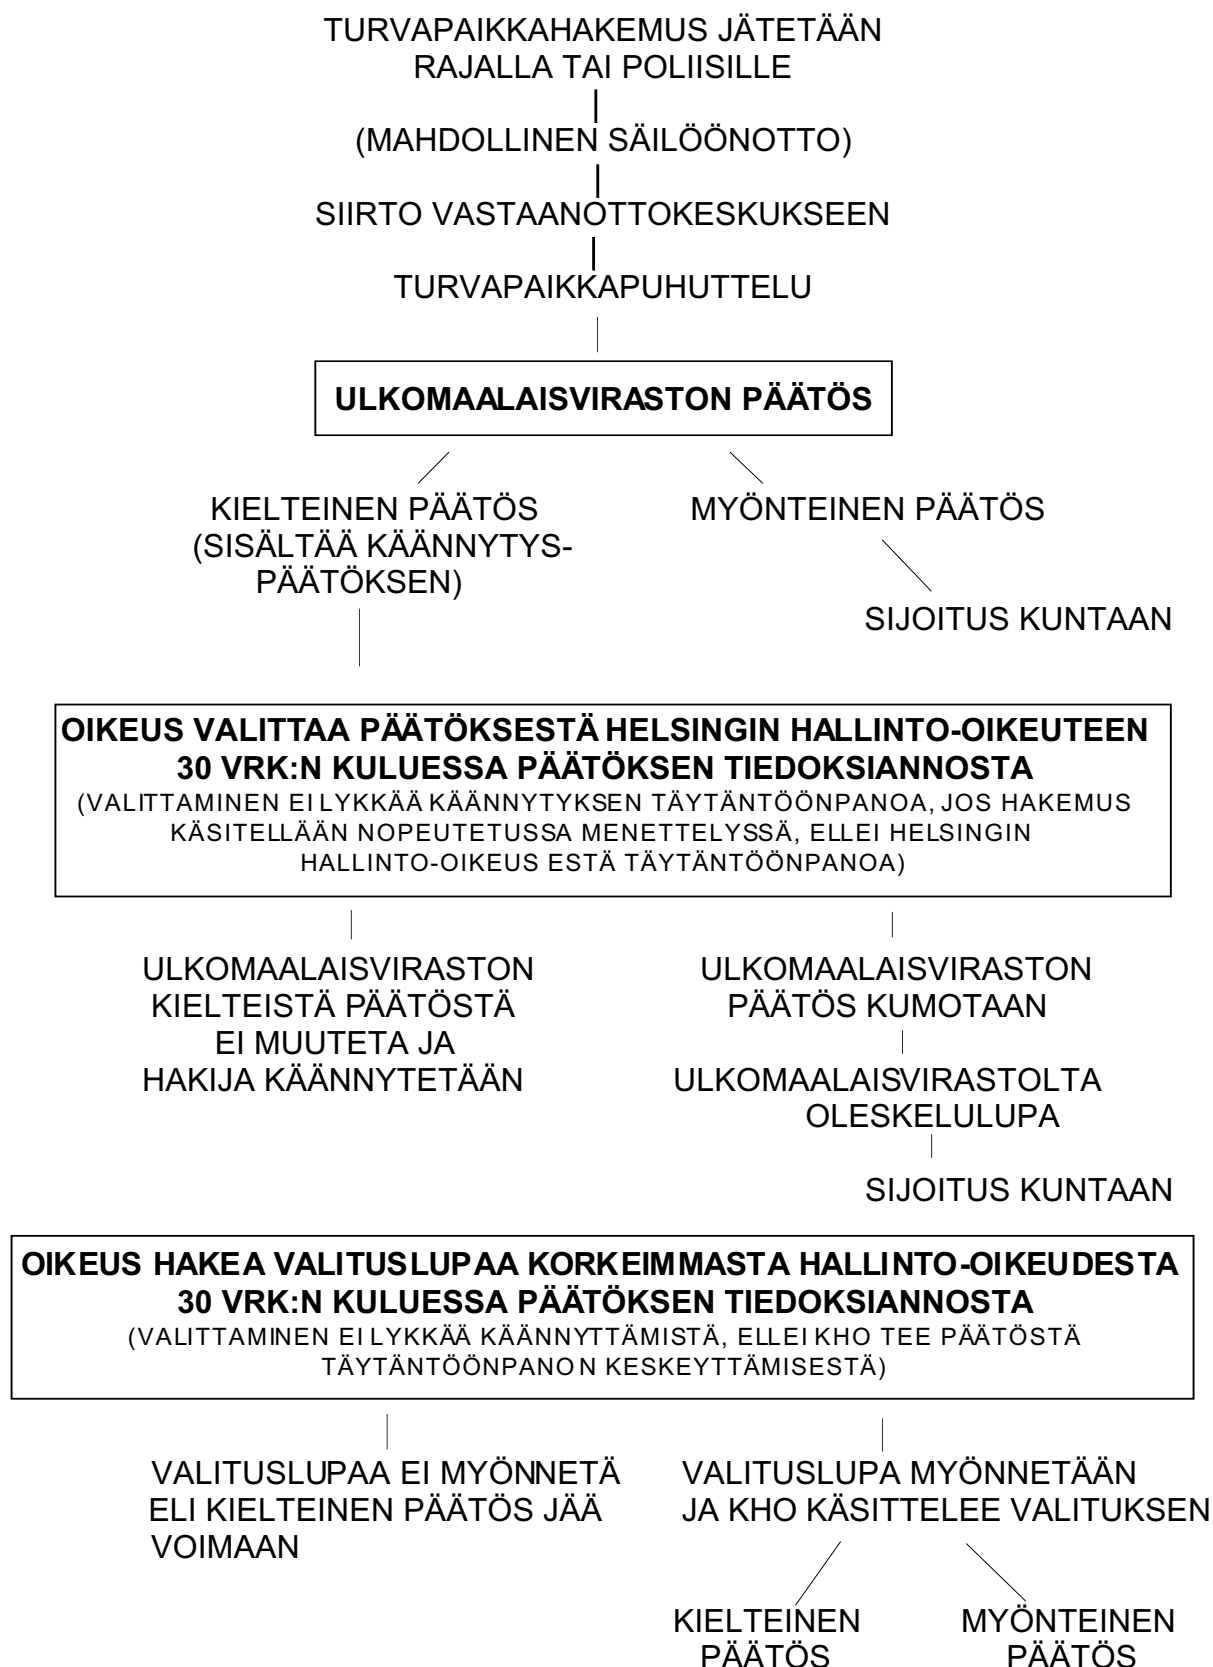 TURVAPAIKKAHAKEMUS JÄTETÄÄN
RAJALLA TAI POLIISILLE
(MAHDOLLINEN SÄILÖÖNOTTO)
SIIRTO VASTAANOTTOKESKUKSEEN
TURVAPAIKKAPUHUTTELU
ULKOMAALAISVIRASTON PÄÄTÖS
KIELTEINEN PÄÄTÖS
(SISÄLTÄÄ KÄÄNNYTYS-
PÄÄTÖKSEN)
MYÖNTEINEN PÄÄTÖS
SIJOITUS KUNTAAN
OIKEUS VALITTAA PÄÄTÖKSESTÄ HELSINGIN HALLINTO-OIKEUTEEN
30 VRK:N KULUESSA PÄÄTÖKSEN TIEDOKSIANNOSTA
(VALITTAMINEN EI LYKKÄÄ KÄÄNNYTYKSEN TÄYTÄNTÖÖNPANOA, JOS HAKEMUS
KÄSITELLÄÄN NOPEUTETUSSA MENETTELYSSÄ, ELLEI HELSINGIN
HALLINTO-OIKEUS ESTÄ TÄYTÄNTÖÖNPANOA)
ULKOMAALAISVIRASTON
KIELTEISTÄ PÄÄTÖSTÄ
EI MUUTETA JA
HAKIJA KÄÄNNYTETÄÄN
ULKOMAALAISVIRASTON
PÄÄTÖS KUMOTAAN
ULKOMAALAISVIRASTOLTA
OLESKELULUPA
SIJOITUS KUNTAAN
OIKEUS HAKEA VALITUSLUPAA KORKEIMMASTA HALLINTO-OIKEUDESTA
30 VRK:N KULUESSA PÄÄTÖKSEN TIEDOKSIANNOSTA
(VALITTAMINEN EI LYKKÄÄ KÄÄNNYTTÄMISTÄ, ELLEI KHO TEE PÄÄTÖSTÄ
TÄYTÄNTÖÖNPANON KESKEYTTÄMISESTÄ)
VALITUSLUPAA EI MYÖNNETÄ
ELI KIELTEINEN PÄÄTÖS JÄÄ
VOIMAAN
VALITUSLUPA MYÖNNETÄÄN
JA KHO KÄSITTELEE VALITUKSEN
KIELTEINEN
PÄÄTÖS
MYÖNTEINEN
PÄÄTÖS